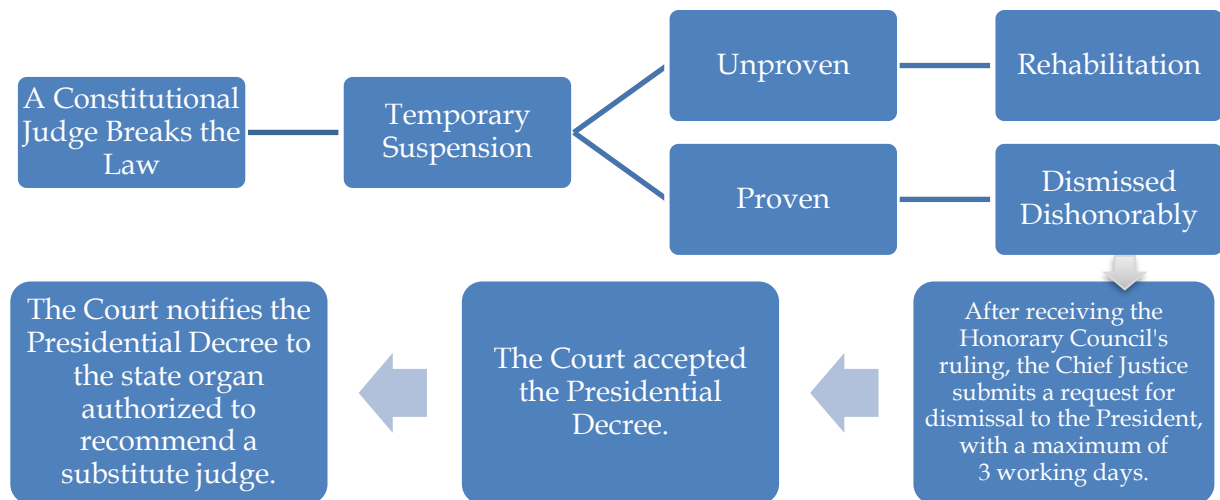 A Constitutional
Judge Breaks the
Law
Temporary
Suspension
Unproven
Rehabilitation
Proven
Dismissed
Dishonorably
After receiving the
Honorary Council's
ruling, the Chief Justice
submits a request for
dismissal to the President,
with a maximum of
3 working days.
The Court accepted
the Presidential
Decree.
The Court notifies the
Presidential Decree to
the state organ
authorized to
recommend a
substitute judge.